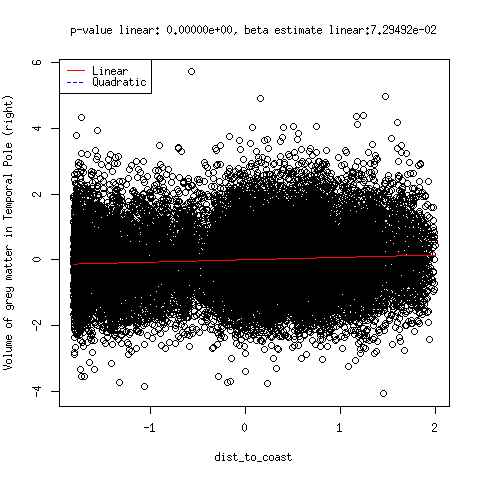 p-value linear: 0.00000e+00, beta estimate linear:7.29492e-02
Linear
Quadratic
Volume of grey matter in Temporal Pole (right)
6
4
2
0
-2
-4
-1
0
1
2
dist_to_coast